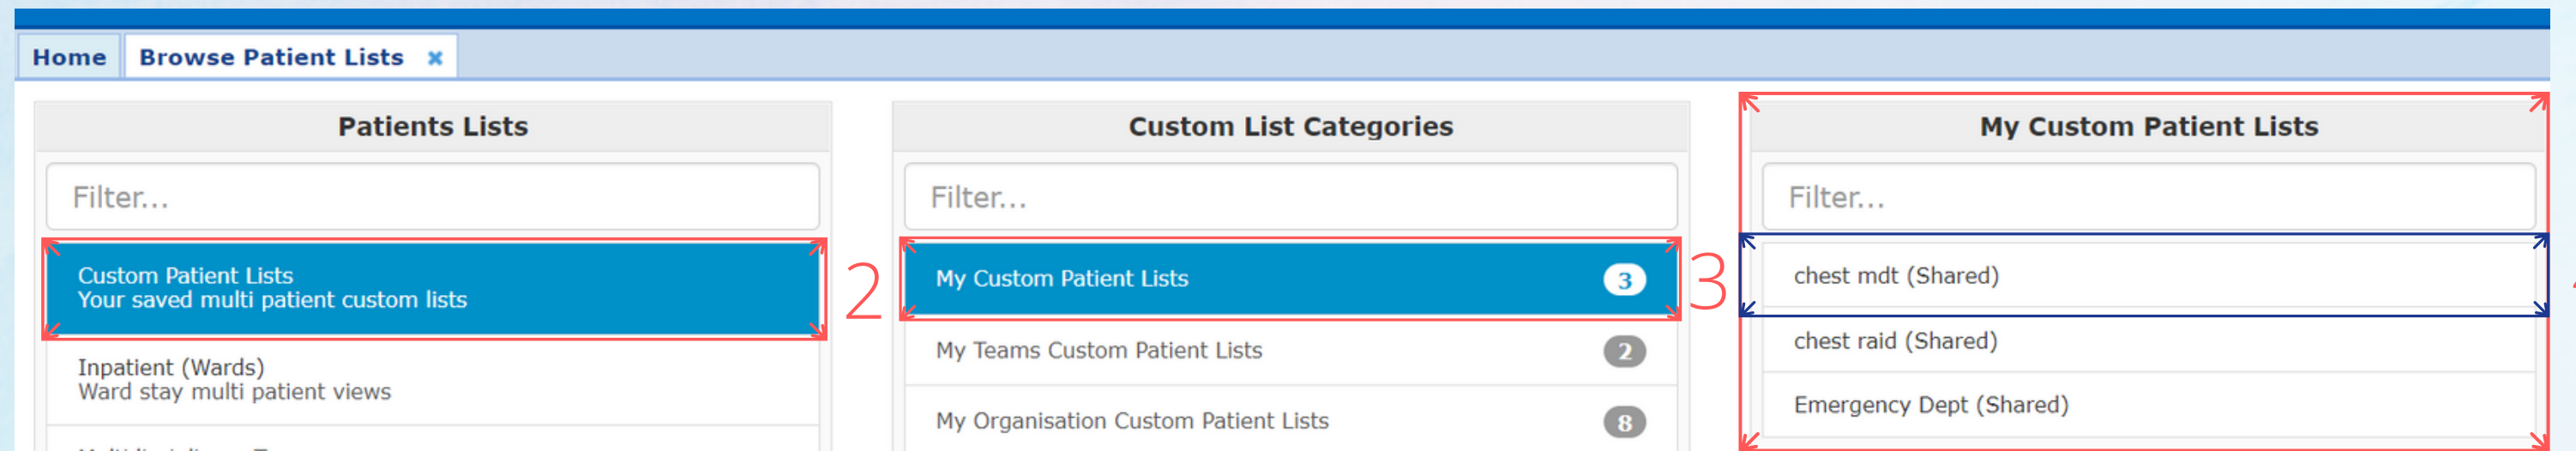 Home
Browse Patient Lists
Patients Lists
Filter...
Custom Patient Lists
Your saved multi patient custom lists
2
Inpatient (Wards)
Ward stay multi patient views
Custom List Categories
Filter...
My Custom Patient Lists 3
3
My Teams Custom Patient Lists 2
My Organisation Custom Patient Lists 8
My Custom Patient Lists
Filter...
chest mdt (Shared)
chest raid (Shared)
Emergency Dept (Shared)